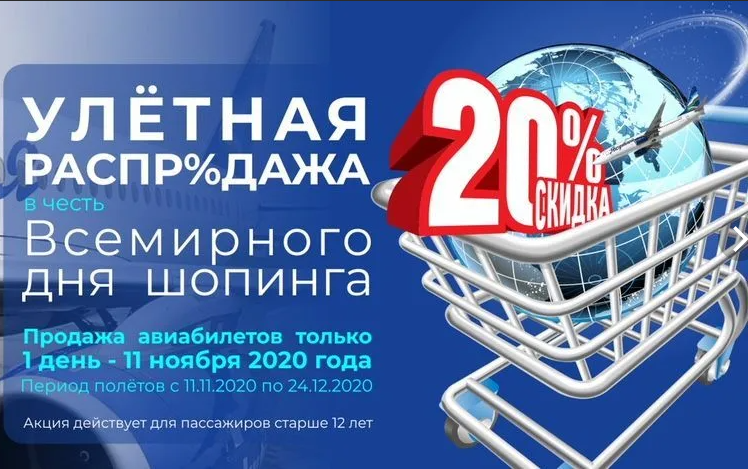 УЛЁТНАЯ
РАСПР%ДАЖА
в честь
Всемирного
дня шопинга
Продажа авиабилетов только
1 день - 11 ноября 2020 года
Период полётов с 11.11.2020 по 24.12.2020
Акция действует для пассажиров старше 12 лет
20%
СКИДКА